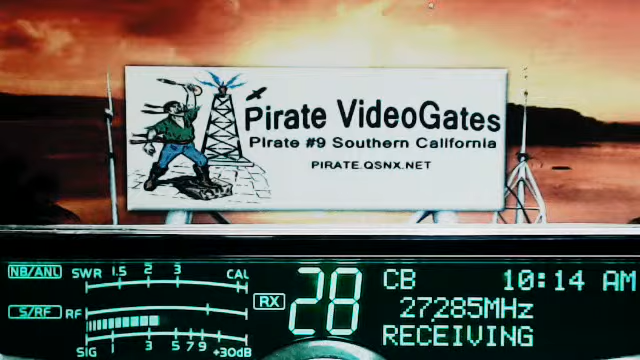 Pirate VideoGates
Pirate #9 Southern California
PIRATE.QSNX.NET
NB/ANL SWR 1.5 2 3 CAL
S/RF RF
SIG 1 3 5 7 9 +30dB
RX 28
CB 10:14 AM
27285MHz
RECEIVING